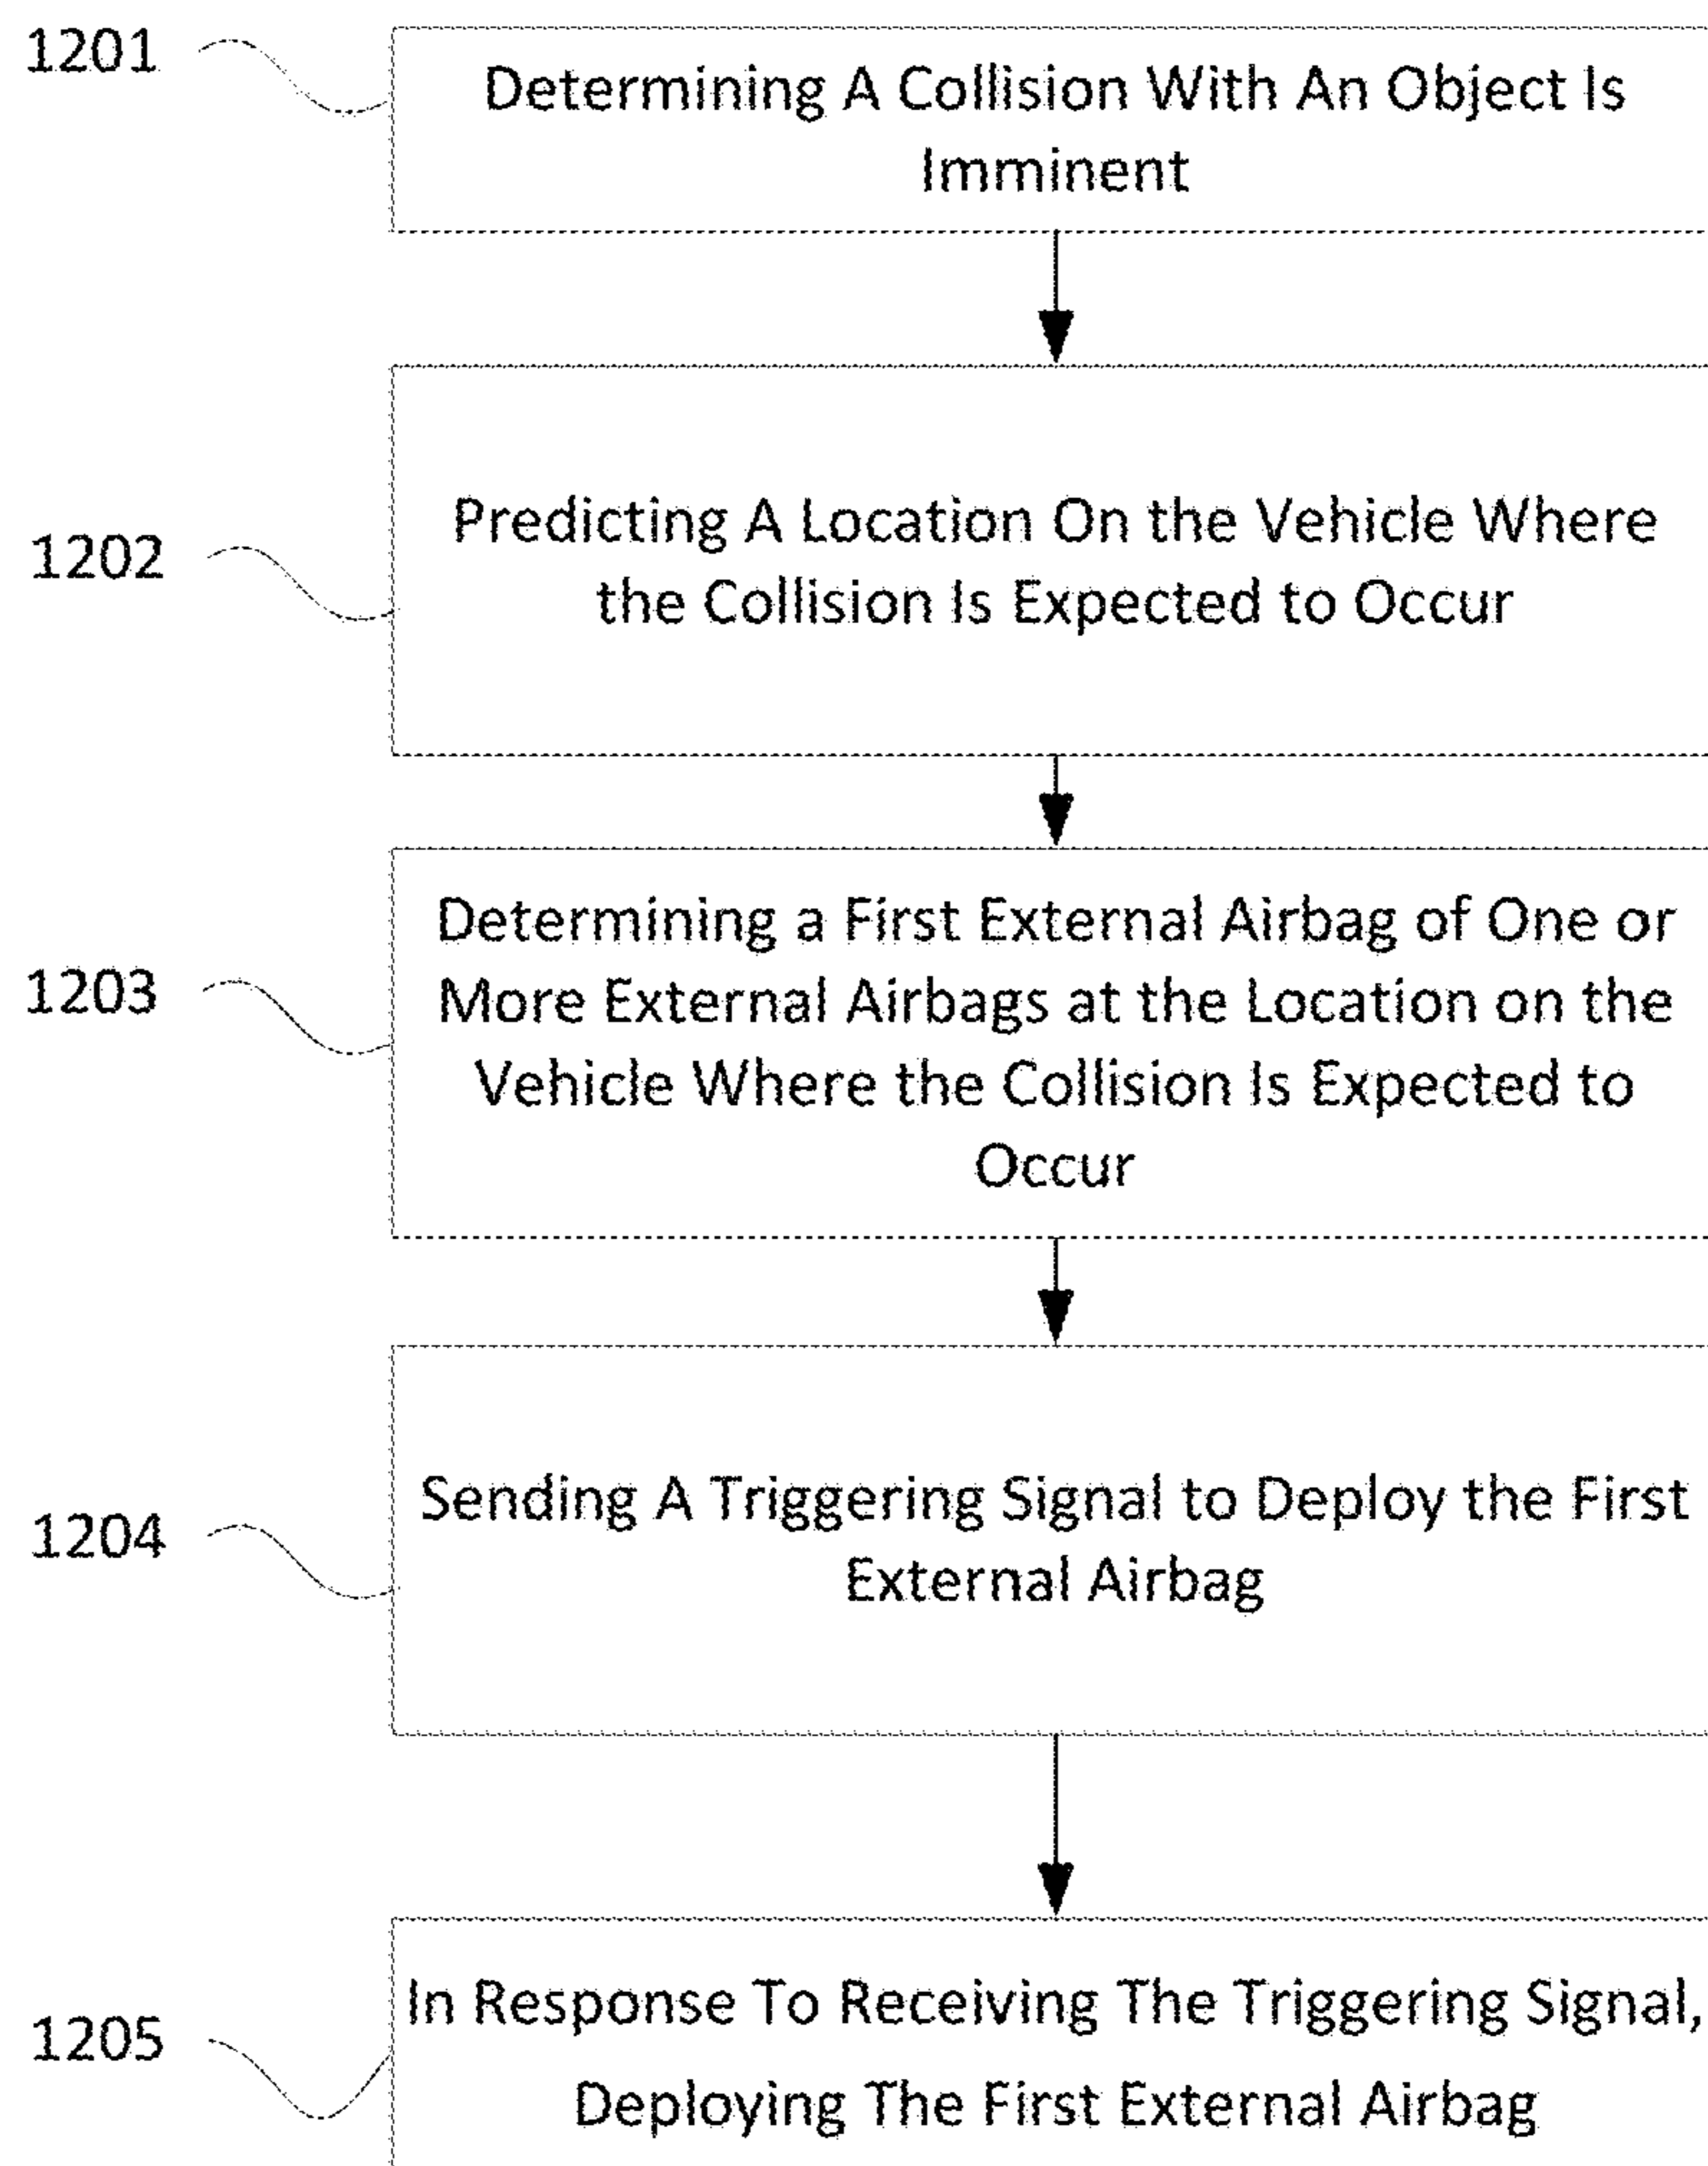 1201
Determining A Collision With An Object Is
Imminent
1202
Predicting A Location On the Vehicle Where
the Collision Is Expected to Occur
1203
Determining a First External Airbag of One or
More External Airbags at the Location on the
Vehicle Where the Collision Is Expected to
Occur
1204
Sending A Triggering Signal to Deploy the First
External Airbag
1205
In Response To Receiving The Triggering Signal,
Deploying The First External Airbag